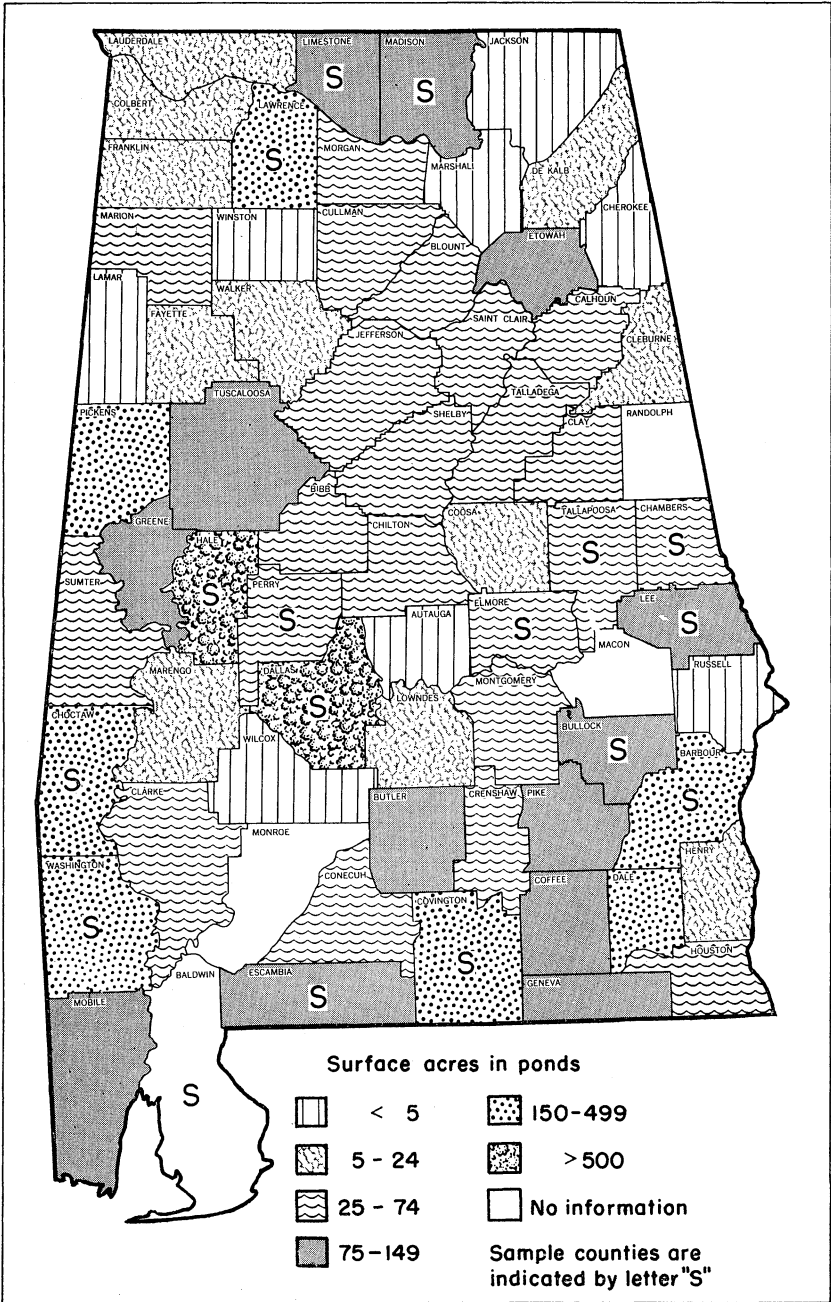 LAUDERDALE
LIMESTONE
MADISON
JACKSON
S
S
COLBERT
LAWRENCE
FRANKLIN
S
MORGAN
MARSHALL
DE KALB
CHEROKEE
MARION
WINSTON
CULLMAN
BLOUNT
ETOWAH
LAMAR
WALKER
CALHOUN
FAYETTE
SAINT CLAIR
JEFFERSON
CLEBURNE
TUSCALOOSA
TALLADEGA
PICKENS
SHELBY
CLAY
RANDOLPH
BIBB
GREENE
HALE
CHILTON
COOSA
TALLAPOOSA
CHAMBERS
S
S
SUMTER
S
PERRY
S
AUTAUGA
ELMORE
S
LEE
S
MACON
MARENGO
DALLAS
RUSSELL
S
LOWNDES
MONTGOMERY
CHOCTAW
WILCOX
BULLOCK
S
BARBOUR
S
CLARKE
BUTLER
CRENSHAW
PIKE
S
MONROE
HENRY
WASHINGTON
CONECUH
COFFEE
DALE
S
COVINGTON
S
HOUSTON
BALDWIN
ESCAMBIA
S
GENEVA
MOBILE
S
Surface acres in ponds
< 5
150-499
5 - 24
>500
25 - 74
No information
75-149
Sample counties are
indicated by letter "S"